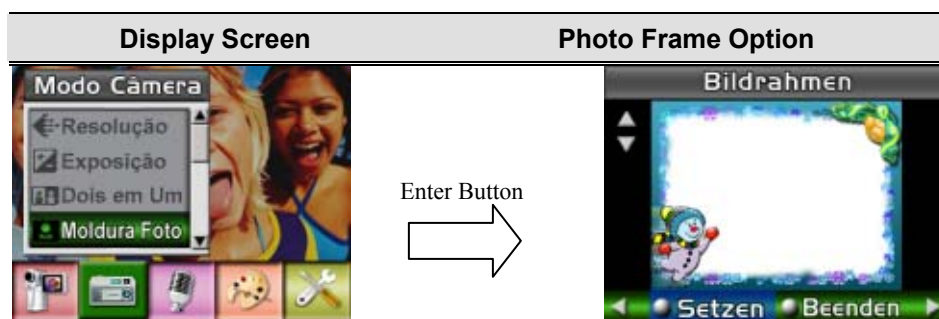 Display Screen Photo Frame Option
Modo Câmera
Resolução
Exposição
Dois em Um
Moldura Foto
Enter Button
Bildrahmen
Setzen Beenden